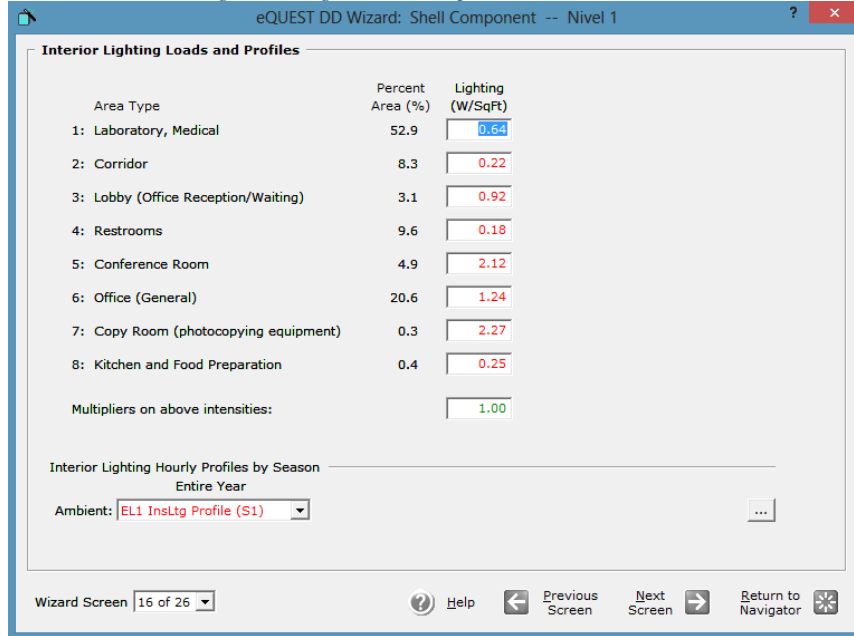 eQUEST DD Wizard: Shell Component -- Nivel 1
? ×
Interior Lighting Loads and Profiles
Percent Lighting
Area Type Area (%) (W/SqFt)
1: Laboratory, Medical 52.9 0.64
2: Corridor 8.3 0.22
3: Lobby (Office Reception/Waiting) 3.1 0.92
4: Restrooms 9.6 0.18
5: Conference Room 4.9 2.12
6: Office (General) 20.6 1.24
7: Copy Room (photocopying equipment) 0.3 2.27
8: Kitchen and Food Preparation 0.4 0.25
Multipliers on above intensities: 1.00
Interior Lighting Hourly Profiles by Season
Entire Year
Ambient: EL1 InsLtg Profile (S1) ...
Wizard Screen 16 of 26 ? Help Previous Screen Next Screen Return to Navigator